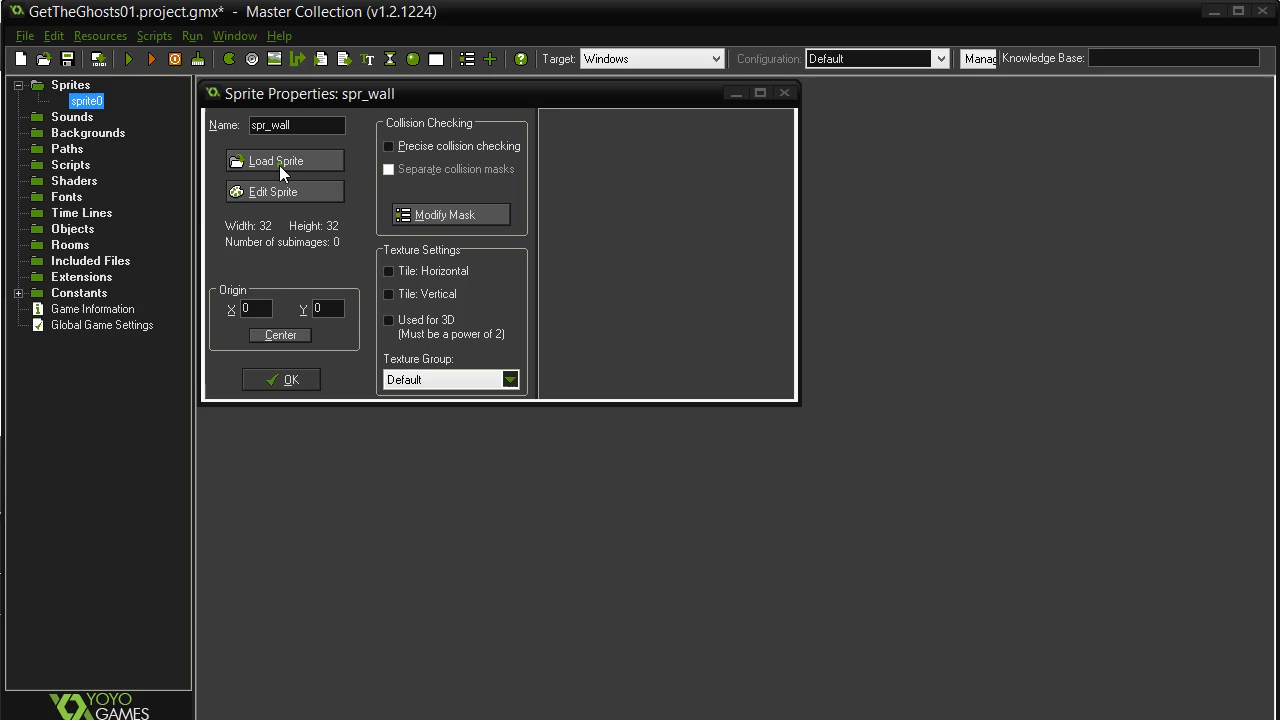 GetTheGhosts01.project.gmx* - Master Collection (v1.2.1224)
File Edit Resources Scripts Run Window Help
Target: Windows Configuration: Default Manag Knowledge Base:
Sprites
sprite0
Sounds
Backgrounds
Paths
Scripts
Shaders
Fonts
Time Lines
Objects
Rooms
Included Files
Extensions
Constants
Game Information
Global Game Settings
YOYO
GAMES
Sprite Properties: spr_wall
Name: spr_wall
Load Sprite
Edit Sprite
Width: 32 Height: 32
Number of subimages: 0
Origin
X 0 Y 0
Center
OK
Collision Checking
Precise collision checking
Separate collision masks
Modify Mask
Texture Settings
Tile: Horizontal
Tile: Vertical
Used for 3D
(Must be a power of 2)
Texture Group:
Default